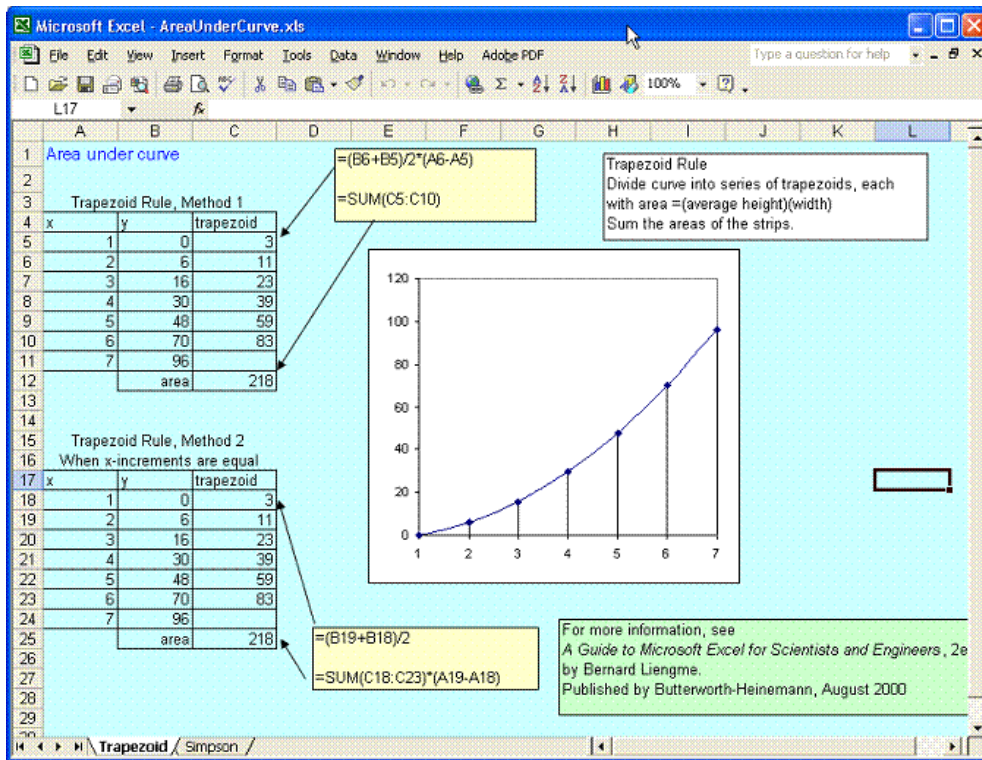 Microsoft Excel - AreaUnderCurve.xls
File Edit View Insert Format Tools Data Window Help Adobe PDF Type a question for help
100%
L17 fx
A B C D E F G H I J K L
1 Area under curve
2
3 Trapezoid Rule, Method 1
4 x y trapezoid
5 1 0 3
6 2 6 11
7 3 16 23
8 4 30 39
9 5 48 59
10 6 70 83
11 7 96
12 area 218
13
14
15 Trapezoid Rule, Method 2
16 When x-increments are equal
17 x y trapezoid
18 1 0 3
19 2 6 11
20 3 16 23
21 4 30 39
22 5 48 59
23 6 70 83
24 7 96
25 area 218
26
27
28
29
=(B6+B5)/2*(A6-A5)
=SUM(C5:C10)
Trapezoid Rule
Divide curve into series of trapezoids, each
with area =(average height)(width)
Sum the areas of the strips.
120
100
80
60
40
20
0
1 2 3 4 5 6 7
=(B19+B18)/2
=SUM(C18:C23)*(A19-A18)
For more information, see
A Guide to Microsoft Excel for Scientists and Engineers, 2e
by Bernard Liengme.
Published by Butterworth-Heinemann, August 2000
Trapezoid Simpson